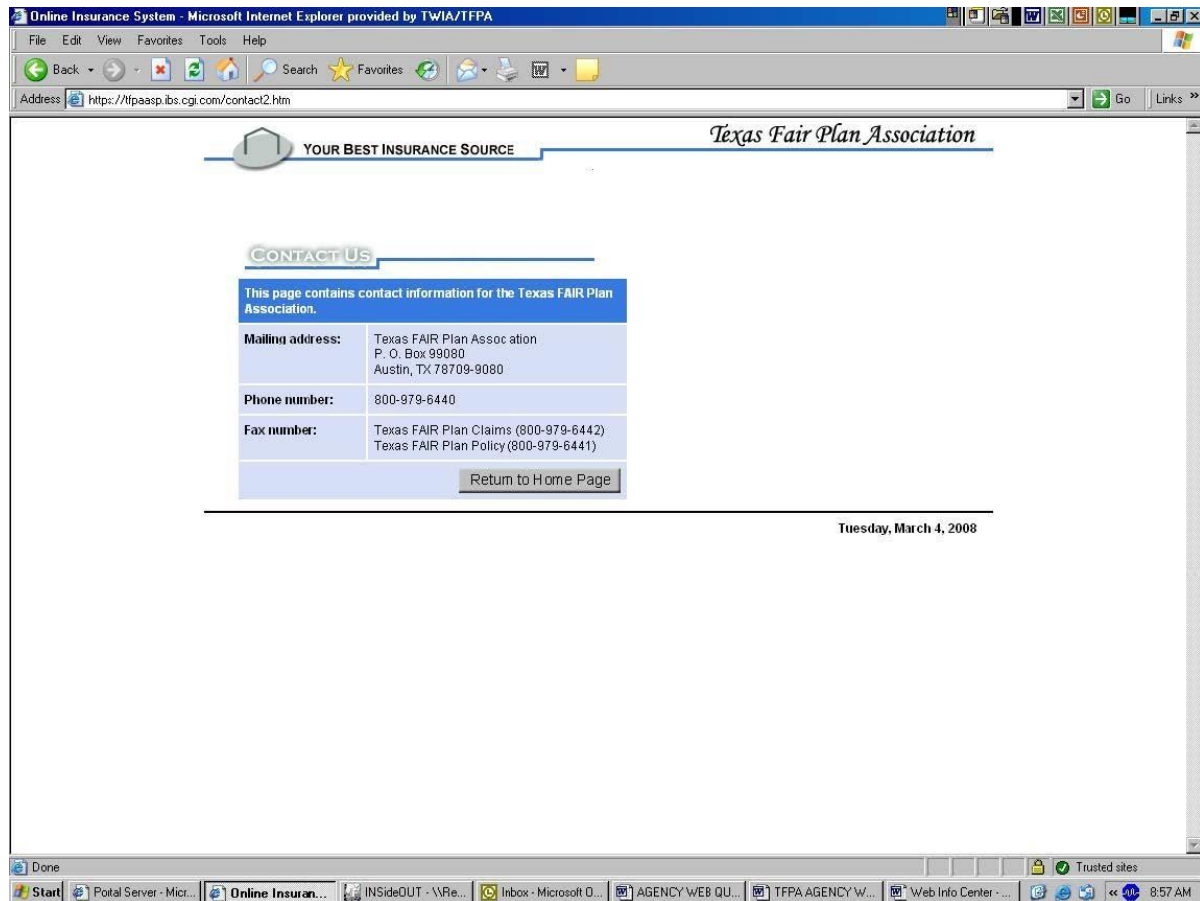 Online Insurance System - Microsoft Internet Explorer provided by TWIA/TFPA
File Edit View Favorites Tools Help
Back Search Favorites
Address https://tfpaasp.ibs.cgi.com/contact2.htm Go Links »
YOUR BEST INSURANCE SOURCE
Texas Fair Plan Association
CONTACT US
This page contains contact information for the Texas FAIR Plan
Association.
Mailing address: Texas FAIR Plan Assoc ation
P. O. Box 99080
Austin, TX 78709-9080
Phone number: 800-979-6440
Fax number: Texas FAIR Plan Claims (800-979-6442)
Texas FAIR Plan Policy (800-979-6441)
Return to Home Page
Tuesday, March 4, 2008
Done Trusted sites
Start Portal Server - Micr... Online Insuran... INSideOUT - \\Re... Inbox - Microsoft O... AGENCY WEB QU... TFPA AGENCY W... Web Info Center - ... « 8:57 AM